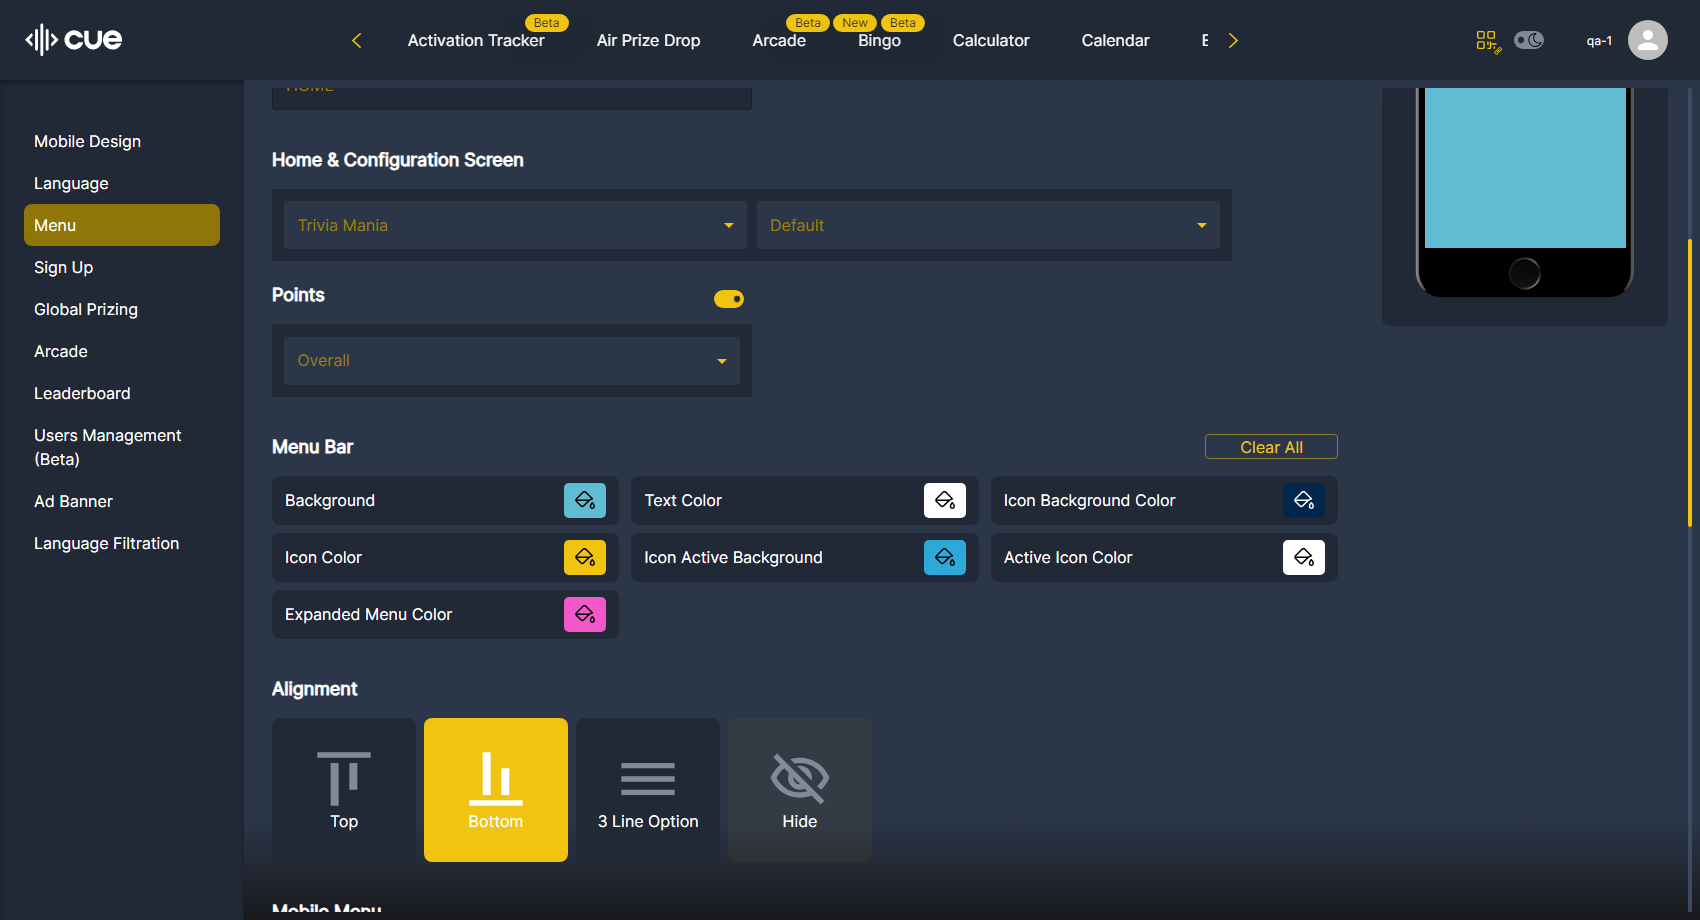 cue
Beta
Beta
New
Beta
Activation Tracker
Air Prize Drop
Arcade
Bingo
Calculator
Calendar
qa-1
Mobile Design
Language
Menu
Sign Up
Global Prizing
Arcade
Leaderboard
Users Management
(Beta)
Ad Banner
Language Filtration
HOME
Home & Configuration Screen
Trivia Mania
Default
Points
Overall
Menu Bar
Clear All
Background
Text Color
Icon Background Color
Icon Color
Icon Active Background
Active Icon Color
Expanded Menu Color
Alignment
Top
Bottom
3 Line Option
Hide
Mobile Menu